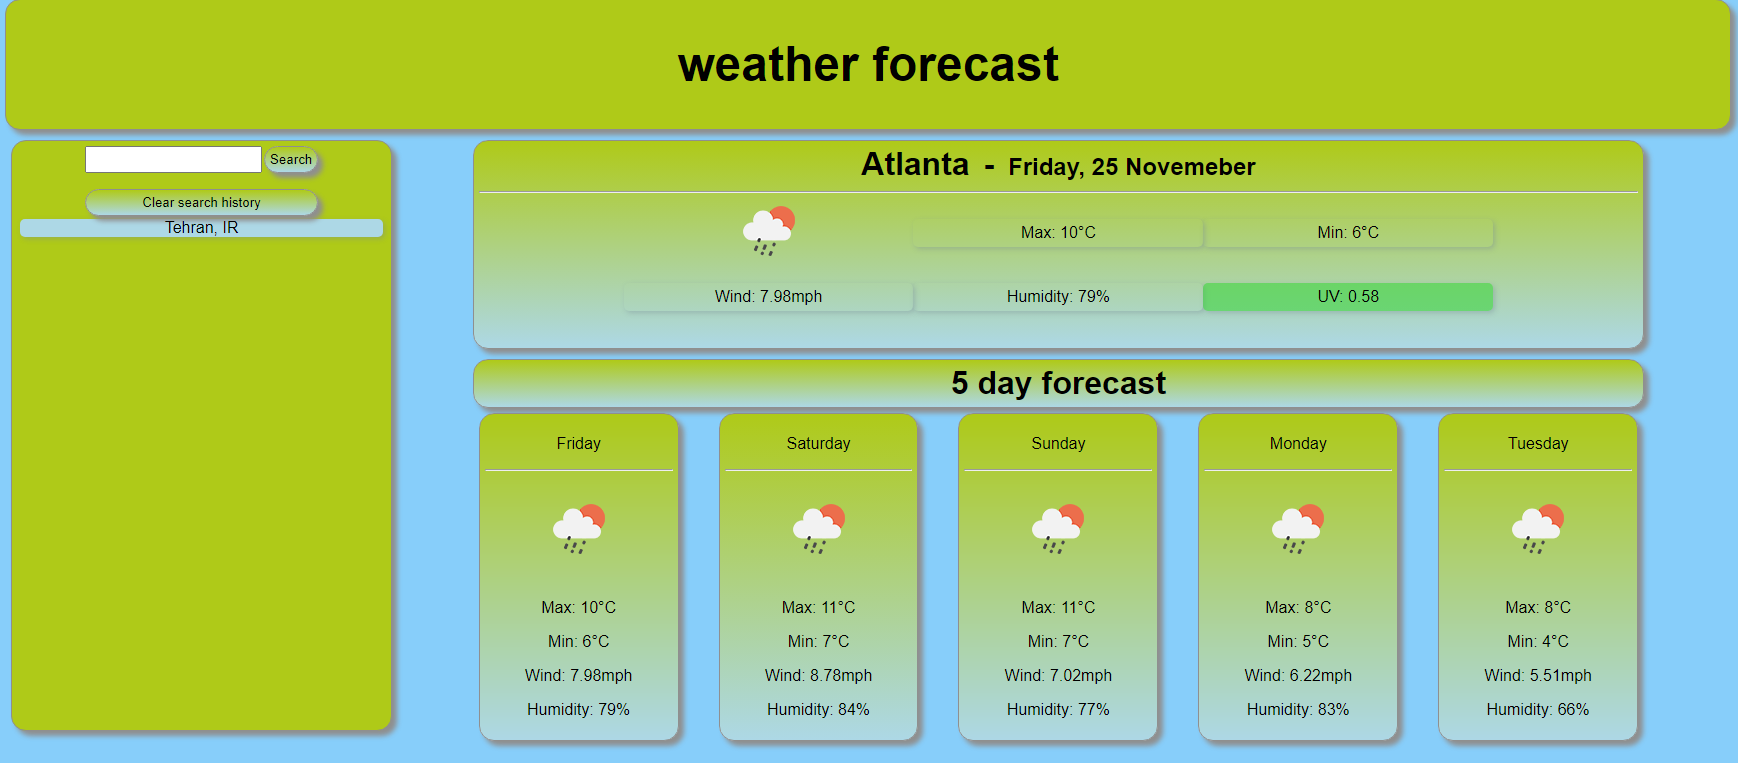 weather forecast
Search
Clear search history
Tehran, IR
Atlanta - Friday, 25 Novemeber
Max: 10°C Min: 6°C
Wind: 7.98mph Humidity: 79% UV: 0.58
5 day forecast
Friday
Max: 10°C
Min: 6°C
Wind: 7.98mph
Humidity: 79%
Saturday
Max: 11°C
Min: 7°C
Wind: 8.78mph
Humidity: 84%
Sunday
Max: 11°C
Min: 7°C
Wind: 7.02mph
Humidity: 77%
Monday
Max: 8°C
Min: 5°C
Wind: 6.22mph
Humidity: 83%
Tuesday
Max: 8°C
Min: 4°C
Wind: 5.51mph
Humidity: 66%